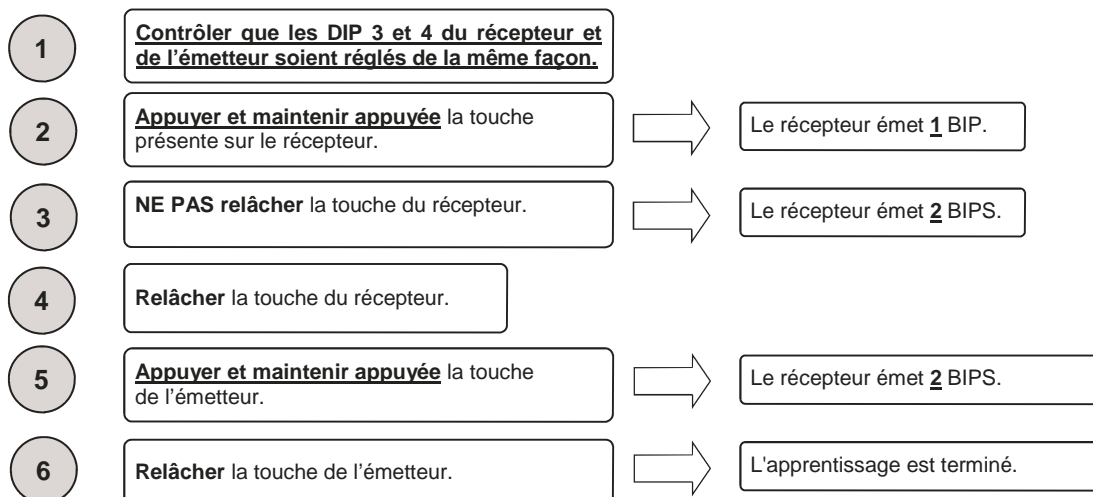 1
Contrôler que les DIP 3 et 4 du récepteur et
de l'émetteur soient réglés de la même façon.
2
Appuyer et maintenir appuyée la touche
présente sur le récepteur.
Le récepteur émet 1 BIP.
3
NE PAS relâcher la touche du récepteur.
Le récepteur émet 2 BIPS.
4
Relâcher la touche du récepteur.
5
Appuyer et maintenir appuyée la touche
de l'émetteur.
Le récepteur émet 2 BIPS.
6
Relâcher la touche de l'émetteur.
L'apprentissage est terminé.